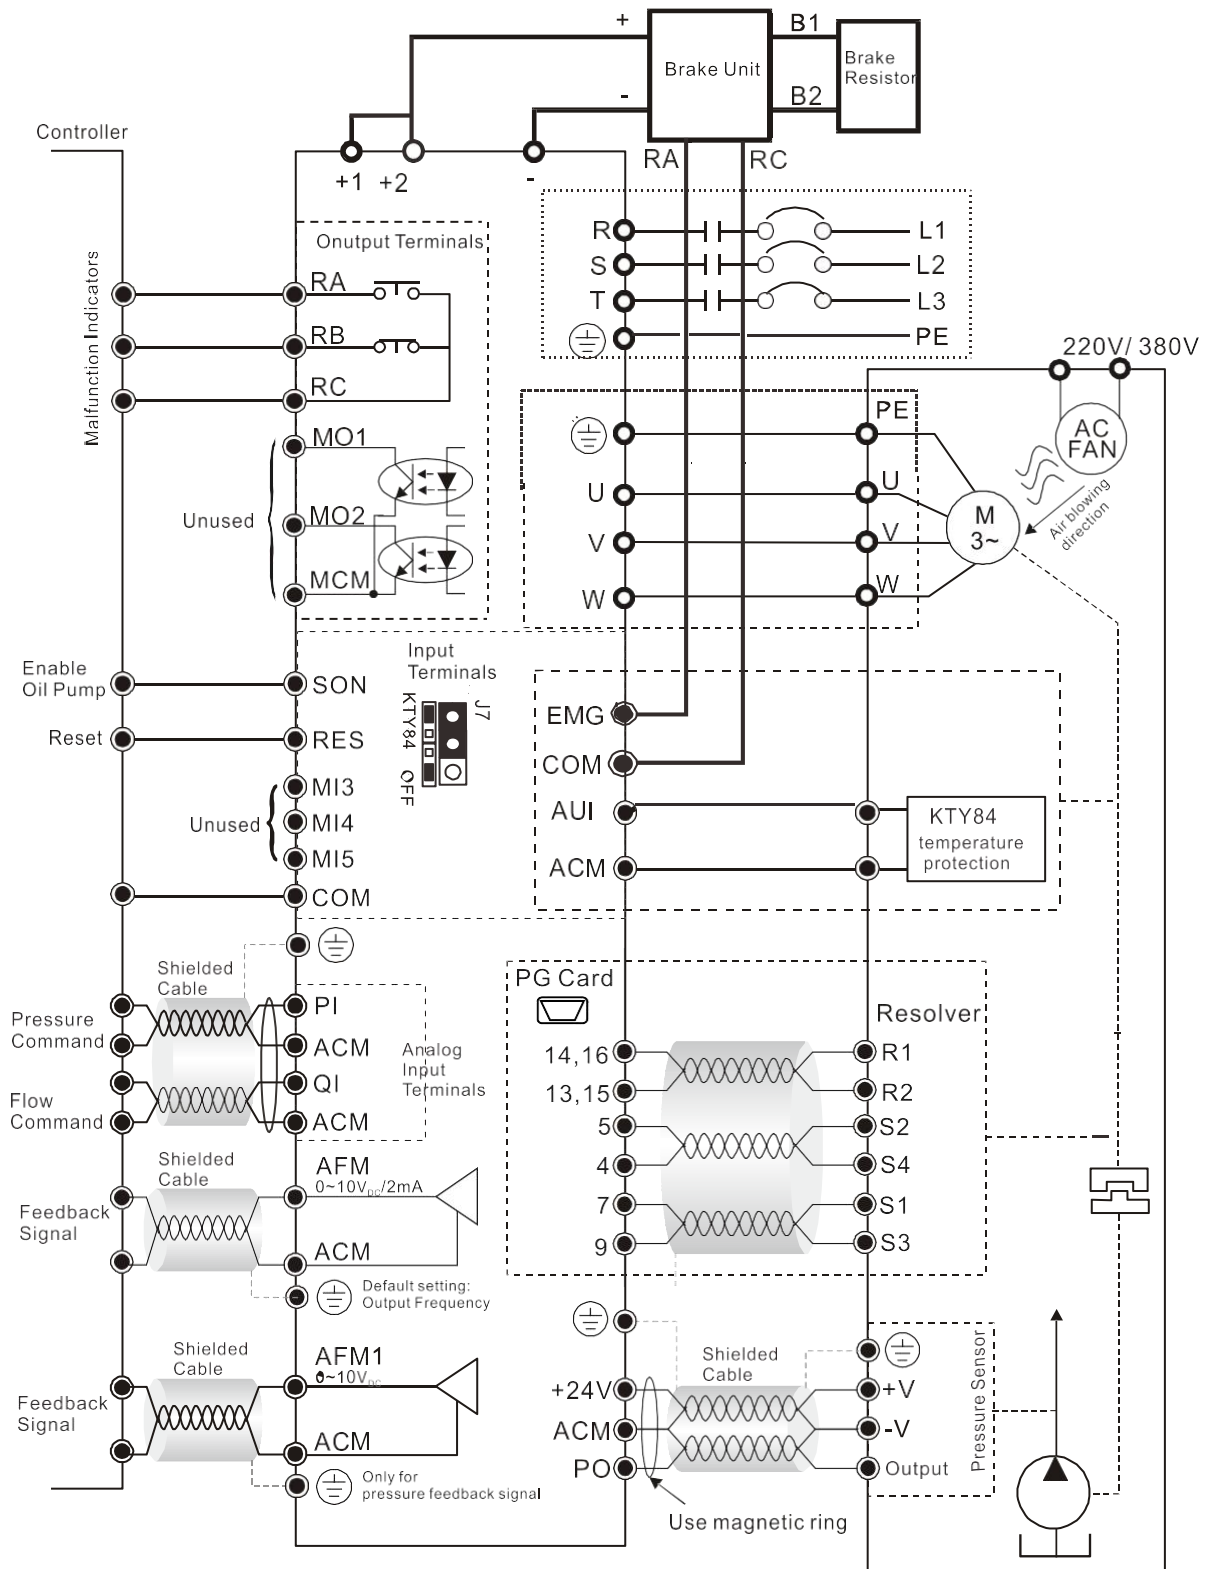 +
B1
Brake Unit
Brake
Resistor
-
B2
Controller
+1
+2
-
RA
RC
Onutput Terminals
R
L1
S
L2
T
L3
PE
Malfunction Indicators
RA
RB
RC
220V/ 380V
AC
FAN
Air blowing
direction
MO1
Unused
MO2
MCM
PE
U
U
V
V
W
W
M
3~
Enable
Oil Pump
SON
Input
Terminals
J7
KTY84
OFF
Reset
RES
MI3
Unused
MI4
MI5
COM
EMG
COM
AUI
ACM
KTY84
temperature
protection
Shielded
Cable
Pressure
Command
PI
ACM
Flow
Command
QI
ACM
Analog
Input
Terminals
PG Card
Resolver
14,16
R1
13,15
R2
5
S2
4
S4
7
S1
9
S3
Shielded
Cable
Feedback
Signal
AFM
0~10VDC/2mA
ACM
Default setting:
Output Frequency
Shielded
Cable
Feedback
Signal
AFM1
0~10VDC
ACM
Only for
pressure feedback signal
Shielded
Cable
+24V
+V
ACM
-V
PO
Output
Pressure Sensor
Use magnetic ring